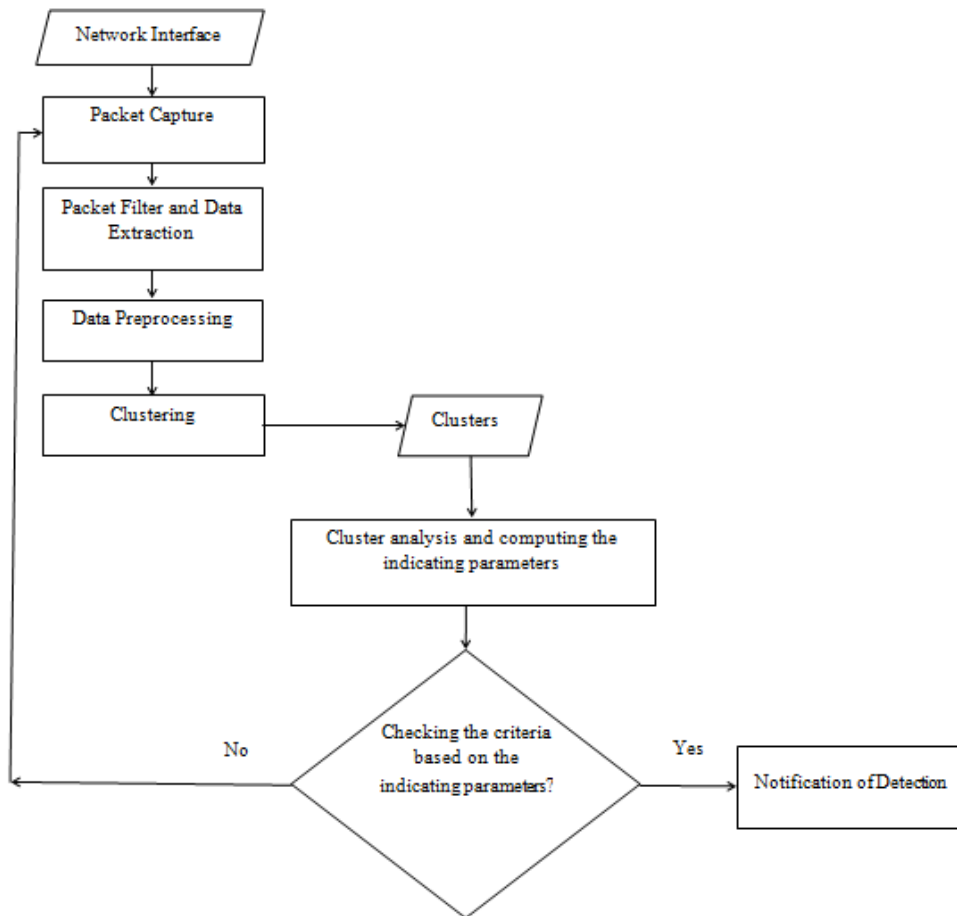 Network Interface
Packet Capture
Packet Filter and Data
Extraction
Data Preprocessing
Clustering
Clusters
Cluster analysis and computing the
indicating parameters
Checking the criteria
based on the
indicating parameters?
No
Yes
Notification of Detection